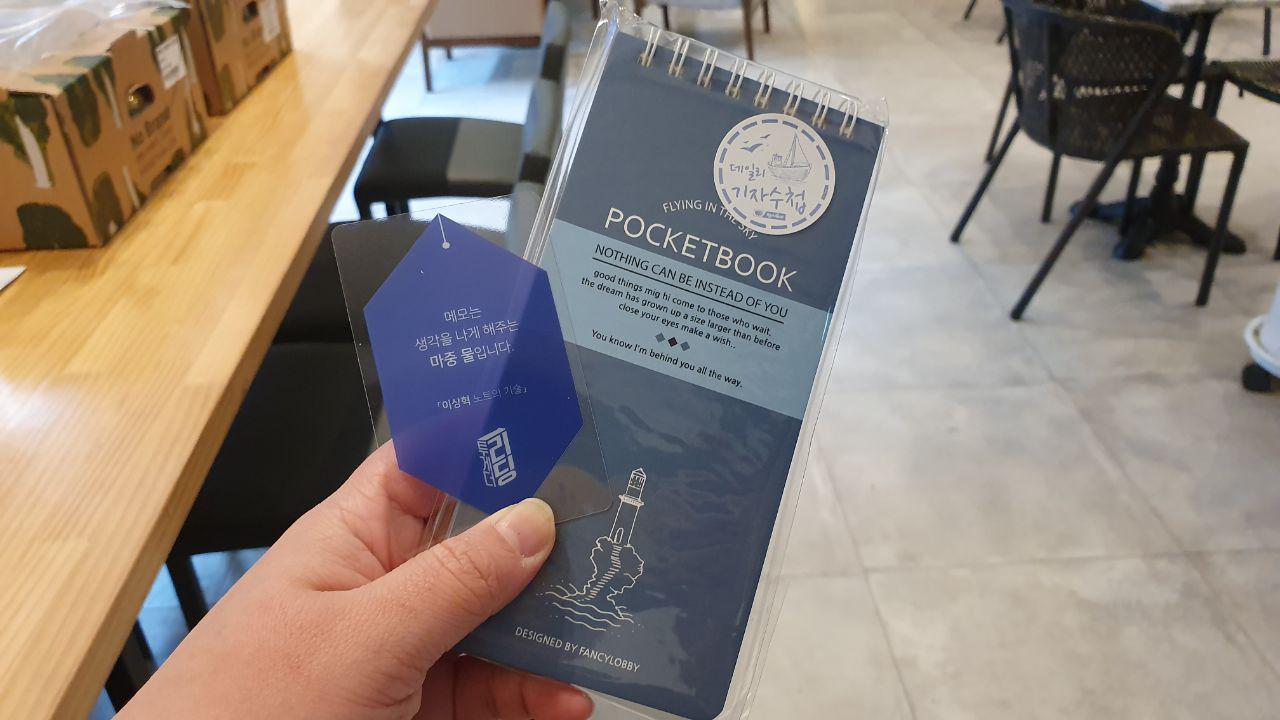 데일리
기자수첩
FLYING IN THE SKY
POCKETBOOK
NOTHING CAN BE INSTEAD OF YOU
good things mig hi come to those who wait,
the dream has grown up a size larger than before
close your eyes make a wish..
You know I'm behind you all the way.
DESIGNED BY FANCYLOBBY
메모는
생각을 나게 해주는
마중 물입니다.
「이상혁 노트의 기술」
리딩
No Brand